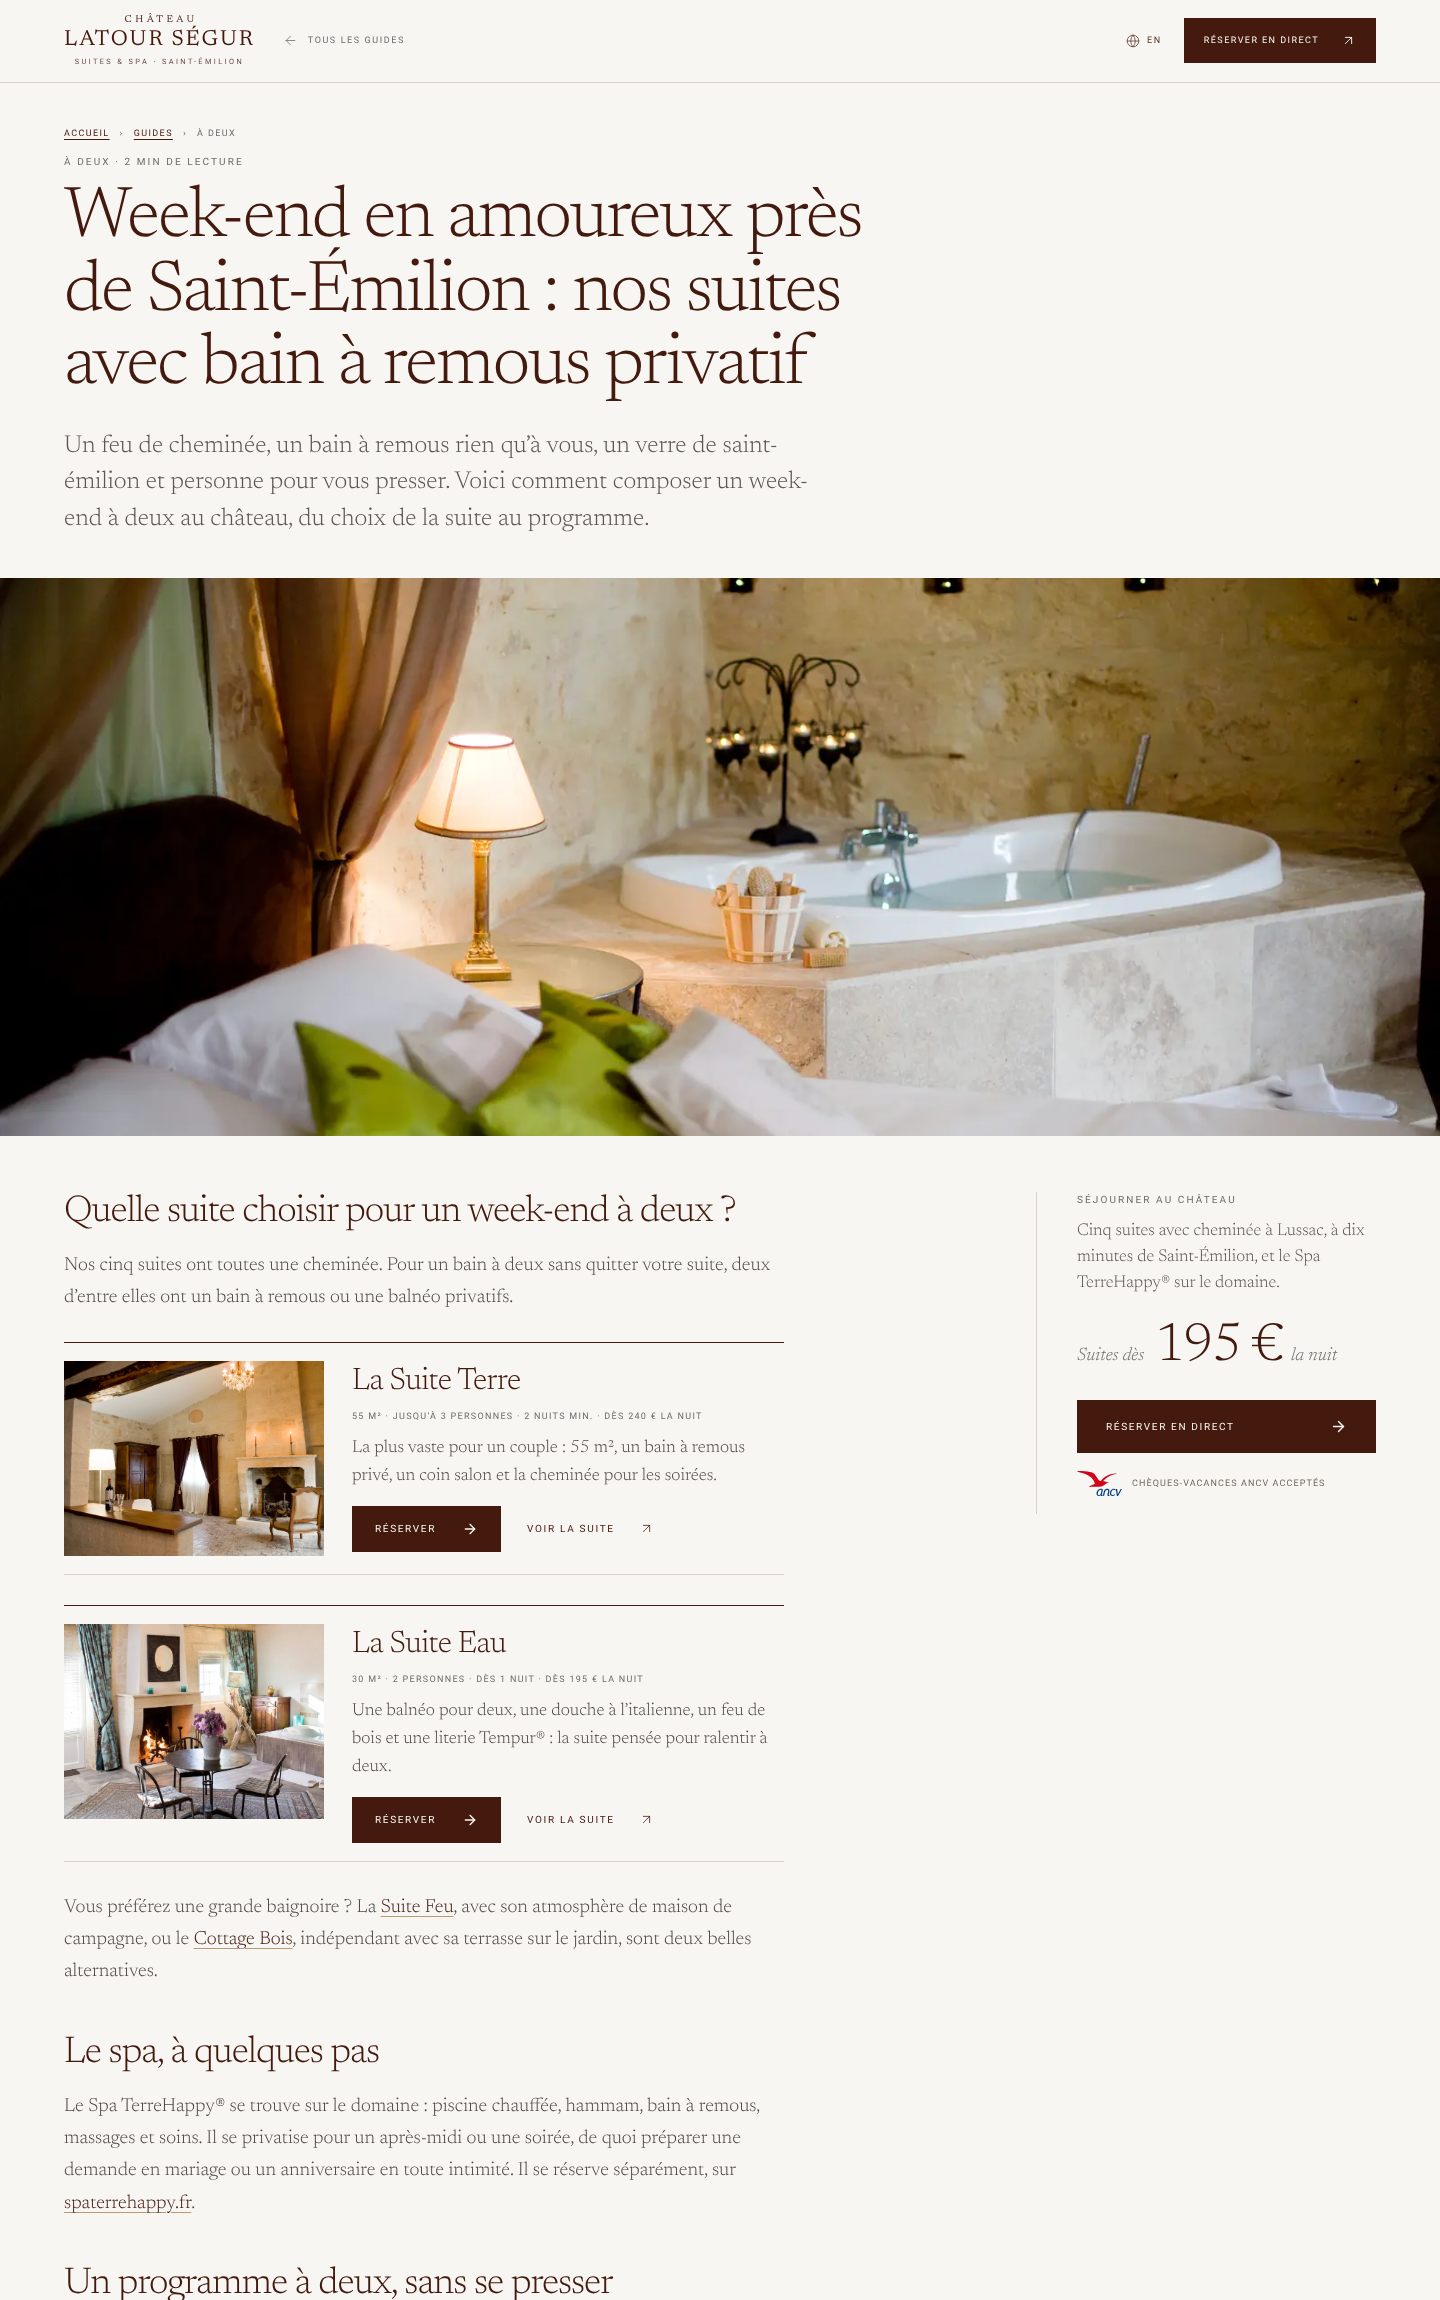 CHÂTEAU
LATOUR SÉGUR
SUITES & SPA · SAINT-ÉMILION
← TOUS LES GUIDES
EN
RÉSERVER EN DIRECT ↗
ACCUEIL › GUIDES › À DEUX
À DEUX · 2 MIN DE LECTURE
Week-end en amoureux près
de Saint-Émilion : nos suites
avec bain à remous privatif
Un feu de cheminée, un bain à remous rien qu’à vous, un verre de saint-
émilion et personne pour vous presser. Voici comment composer un week-
end à deux au château, du choix de la suite au programme.
Quelle suite choisir pour un week-end à deux ?
Nos cinq suites ont toutes une cheminée. Pour un bain à deux sans quitter votre suite, deux
d’entre elles ont un bain à remous ou une balnéo privatifs.
La Suite Terre
55 M² · JUSQU’À 3 PERSONNES · 2 NUITS MIN. · DÈS 240 € LA NUIT
La plus vaste pour un couple : 55 m², un bain à remous
privé, un coin salon et la cheminée pour les soirées.
RÉSERVER → VOIR LA SUITE ↗
La Suite Eau
30 M² · 2 PERSONNES · DÈS 1 NUIT · DÈS 195 € LA NUIT
Une balnéo pour deux, une douche à l’italienne, un feu de
bois et une literie Tempur® : la suite pensée pour ralentir à
deux.
RÉSERVER → VOIR LA SUITE ↗
Vous préférez une grande baignoire ? La Suite Feu, avec son atmosphère de maison de
campagne, ou le Cottage Bois, indépendant avec sa terrasse sur le jardin, sont deux belles
alternatives.
Le spa, à quelques pas
Le Spa TerreHappy® se trouve sur le domaine : piscine chauffée, hammam, bain à remous,
massages et soins. Il se privatise pour un après-midi ou une soirée, de quoi préparer une
demande en mariage ou un anniversaire en toute intimité. Il se réserve séparément, sur
spaterrehappy.fr.
Un programme à deux, sans se presser
SÉJOURNER AU CHÂTEAU
Cinq suites avec cheminée à Lussac, à dix
minutes de Saint-Émilion, et le Spa
TerreHappy® sur le domaine.
Suites dès 195 € la nuit
RÉSERVER EN DIRECT →
ancv CHÈQUES-VACANCES ANCV ACCEPTÉS